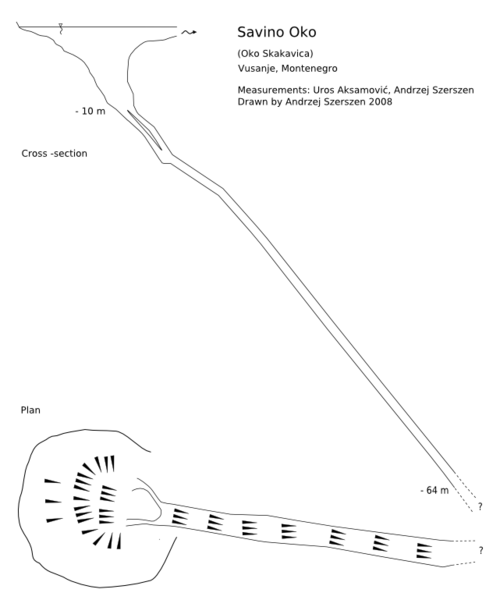 Savino Oko
(Oko Skakavica)
Vusanje, Montenegro
Measurements: Uros Aksamović, Andrzej Szerszen
Drawn by Andrzej Szerszen 2008
- 10 m
Cross -section
Plan
- 64 m
?
?